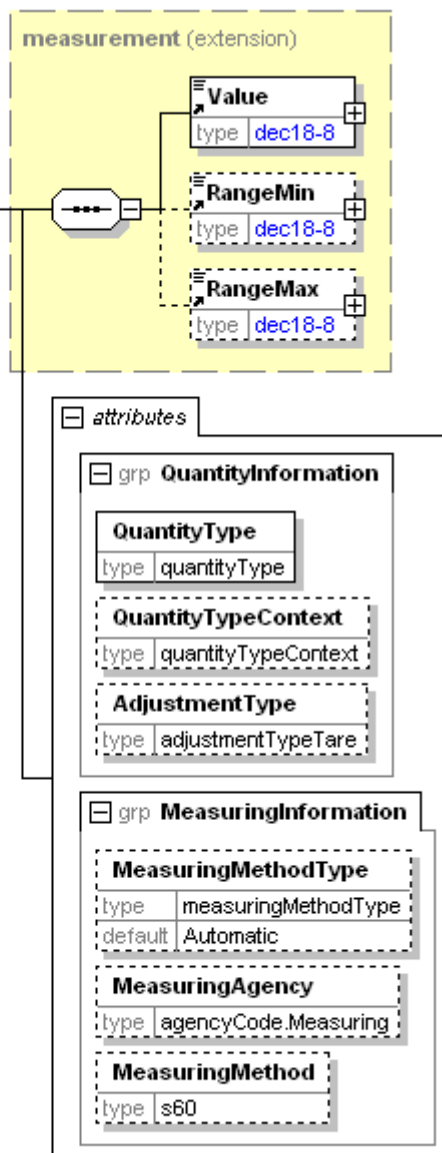 measurement (extension)
Value
type dec18-8
RangeMin
type dec18-8
RangeMax
type dec18-8
attributes
grp QuantityInformation
QuantityType
type quantityType
QuantityTypeContext
type quantityTypeContext
AdjustmentType
type adjustmentTypeTare
grp MeasuringInformation
MeasuringMethodType
type measuringMethodType
default Automatic
MeasuringAgency
type agencyCode.Measuring
MeasuringMethod
type s60